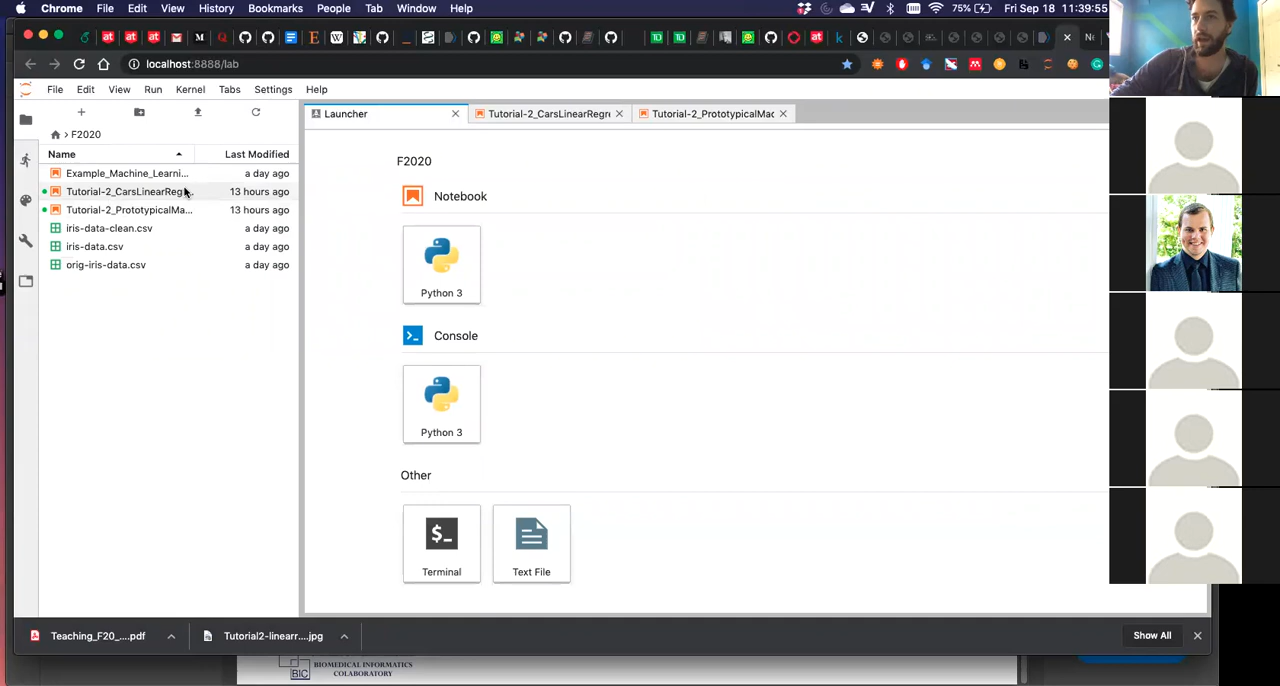 Chrome File Edit View History Bookmarks People Tab Window Help 75% Fri Sep 18 11:39:55
localhost:8888/lab
File Edit View Run Kernel Tabs Settings Help
Launcher Tutorial-2_CarsLinearRegre Tutorial-2_PrototypicalMac
F2020
Name Last Modified
Example_Machine_Learni... a day ago
Tutorial-2_CarsLinearRegr... 13 hours ago
Tutorial-2_PrototypicalMa... 13 hours ago
iris-data-clean.csv a day ago
iris-data.csv a day ago
orig-iris-data.csv a day ago
F2020
Notebook
Python 3
Console
Python 3
Other
$_
Terminal Text File
Teaching_F20_....pdf Tutorial2-linearr....jpg Show All
BIC BIOMEDICAL INFORMATICS
COLABORATORY